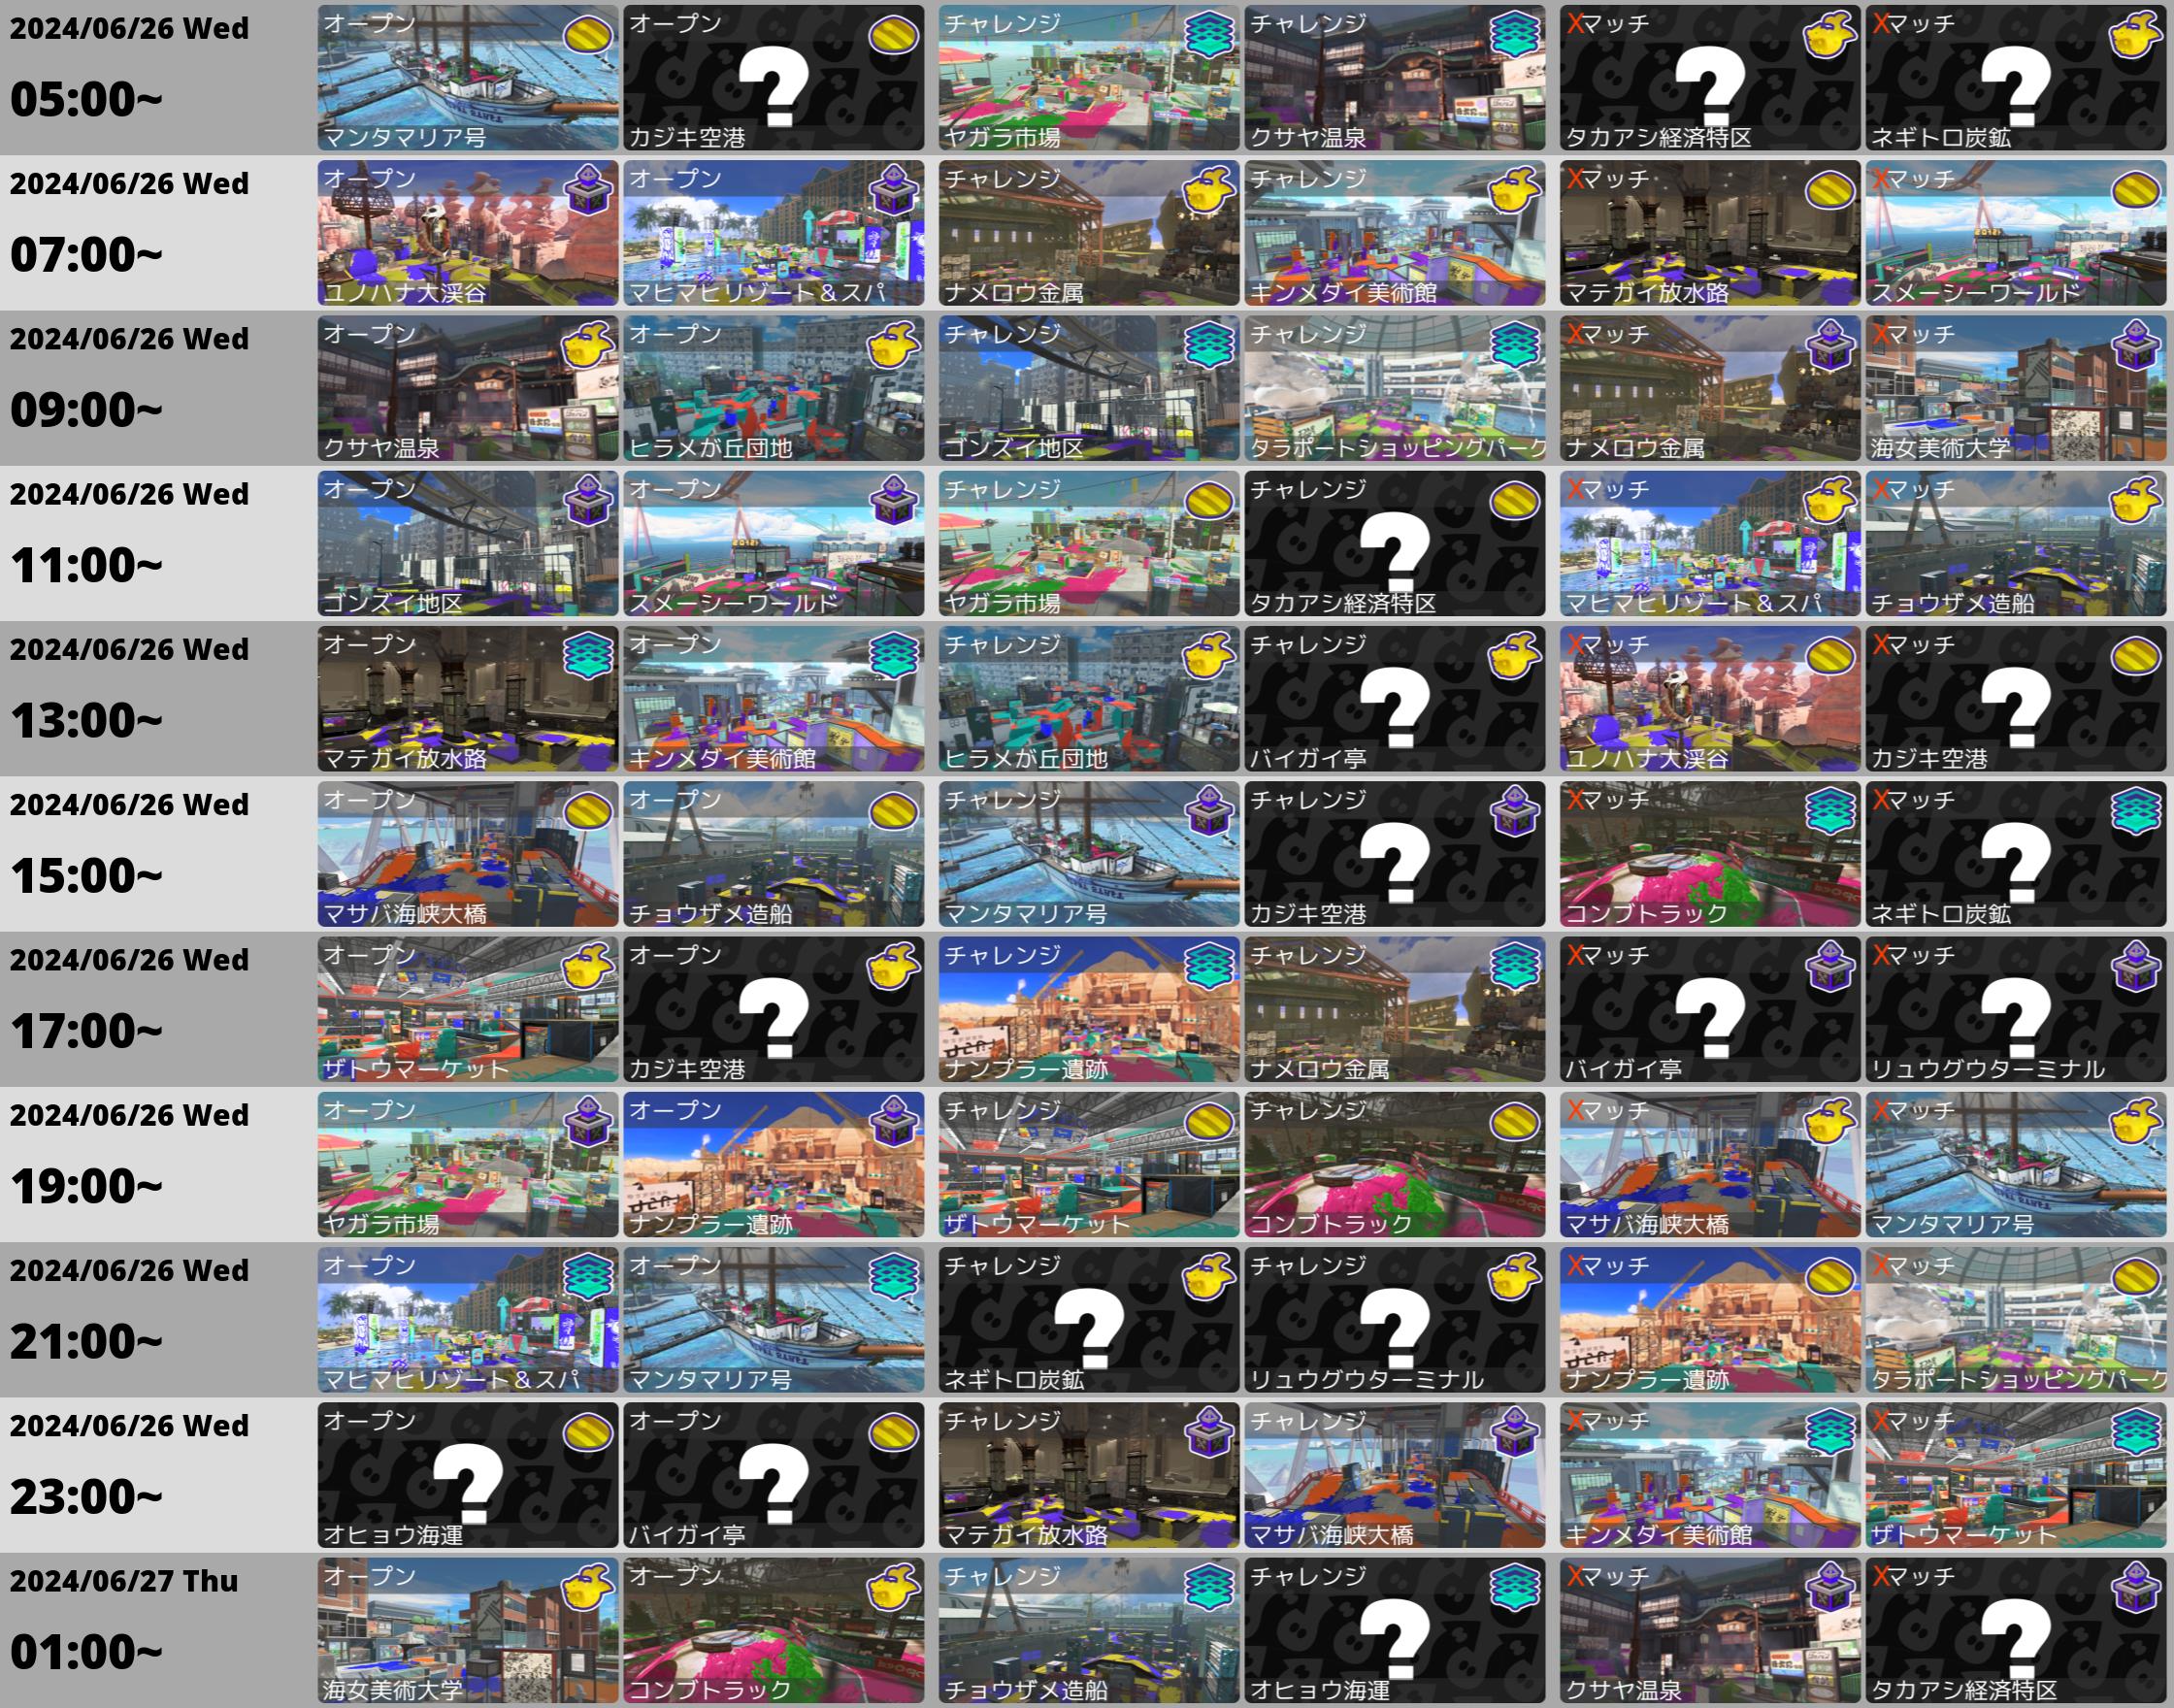 2024/06/26 Wed
05:00~
オープン
マンタマリア号
オープン
?
カジキ空港
チャレンジ
ヤガラ市場
チャレンジ
クサヤ温泉
Xマッチ
?
タカアシ経済特区
Xマッチ
?
ネギトロ炭鉱
2024/06/26 Wed
07:00~
オープン
ユノハナ大渓谷
オープン
マヒマヒリゾート＆スパ
チャレンジ
ナメロウ金属
チャレンジ
キンメダイ美術館
Xマッチ
マテガイ放水路
Xマッチ
スメーシーワールド
2024/06/26 Wed
09:00~
オープン
クサヤ温泉
オープン
ヒラメが丘団地
チャレンジ
ゴンズイ地区
チャレンジ
タラポートショッピングパーク
Xマッチ
ナメロウ金属
Xマッチ
海女美術大学
2024/06/26 Wed
11:00~
オープン
ゴンズイ地区
オープン
スメーシーワールド
チャレンジ
ヤガラ市場
チャレンジ
?
タカアシ経済特区
Xマッチ
マヒマヒリゾート＆スパ
Xマッチ
チョウザメ造船
2024/06/26 Wed
13:00~
オープン
マテガイ放水路
オープン
キンメダイ美術館
チャレンジ
ヒラメが丘団地
チャレンジ
?
バイガイ亭
Xマッチ
ユノハナ大渓谷
Xマッチ
?
カジキ空港
2024/06/26 Wed
15:00~
オープン
マサバ海峡大橋
オープン
チョウザメ造船
チャレンジ
マンタマリア号
チャレンジ
?
カジキ空港
Xマッチ
コンブトラック
Xマッチ
?
ネギトロ炭鉱
2024/06/26 Wed
17:00~
オープン
ザトウマーケット
オープン
?
カジキ空港
チャレンジ
ナンプラー遺跡
チャレンジ
ナメロウ金属
Xマッチ
?
バイガイ亭
Xマッチ
?
リュウグウターミナル
2024/06/26 Wed
19:00~
オープン
ヤガラ市場
オープン
ナンプラー遺跡
チャレンジ
ザトウマーケット
チャレンジ
コンブトラック
Xマッチ
マサバ海峡大橋
Xマッチ
マンタマリア号
2024/06/26 Wed
21:00~
オープン
マヒマヒリゾート＆スパ
オープン
マンタマリア号
チャレンジ
?
ネギトロ炭鉱
チャレンジ
?
リュウグウターミナル
Xマッチ
ナンプラー遺跡
Xマッチ
タラポートショッピングパーク
2024/06/26 Wed
23:00~
オープン
?
オヒョウ海運
オープン
?
バイガイ亭
チャレンジ
マテガイ放水路
チャレンジ
マサバ海峡大橋
Xマッチ
キンメダイ美術館
Xマッチ
ザトウマーケット
2024/06/27 Thu
01:00~
オープン
海女美術大学
オープン
コンブトラック
チャレンジ
チョウザメ造船
チャレンジ
?
オヒョウ海運
Xマッチ
クサヤ温泉
Xマッチ
?
タカアシ経済特区